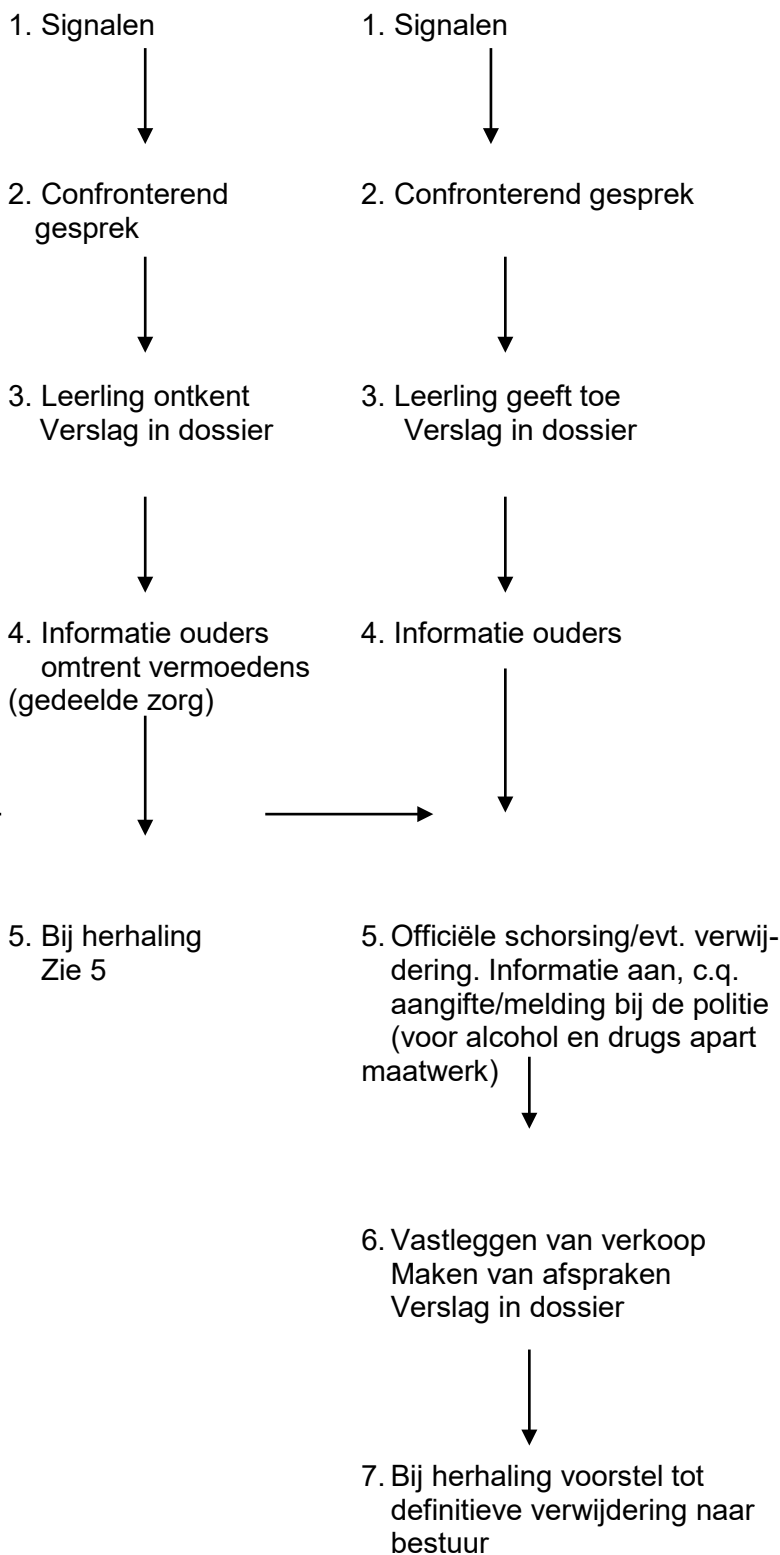 1. Signalen
2. Confronterend
gesprek
3. Leerling ontkent
Verslag in dossier
4. Informatie ouders
omtrent vermoedens
(gedeelde zorg)
5. Bij herhaling
Zie 5
1. Signalen
2. Confronterend gesprek
3. Leerling geeft toe
Verslag in dossier
4. Informatie ouders
5. Officiële schorsing/evt. verwij-
dering. Informatie aan, c.q.
aangifte/melding bij de politie
(voor alcohol en drugs apart
maatwerk)
6. Vastleggen van verkoop
Maken van afspraken
Verslag in dossier
7. Bij herhaling voorstel tot
definitieve verwijdering naar
bestuur